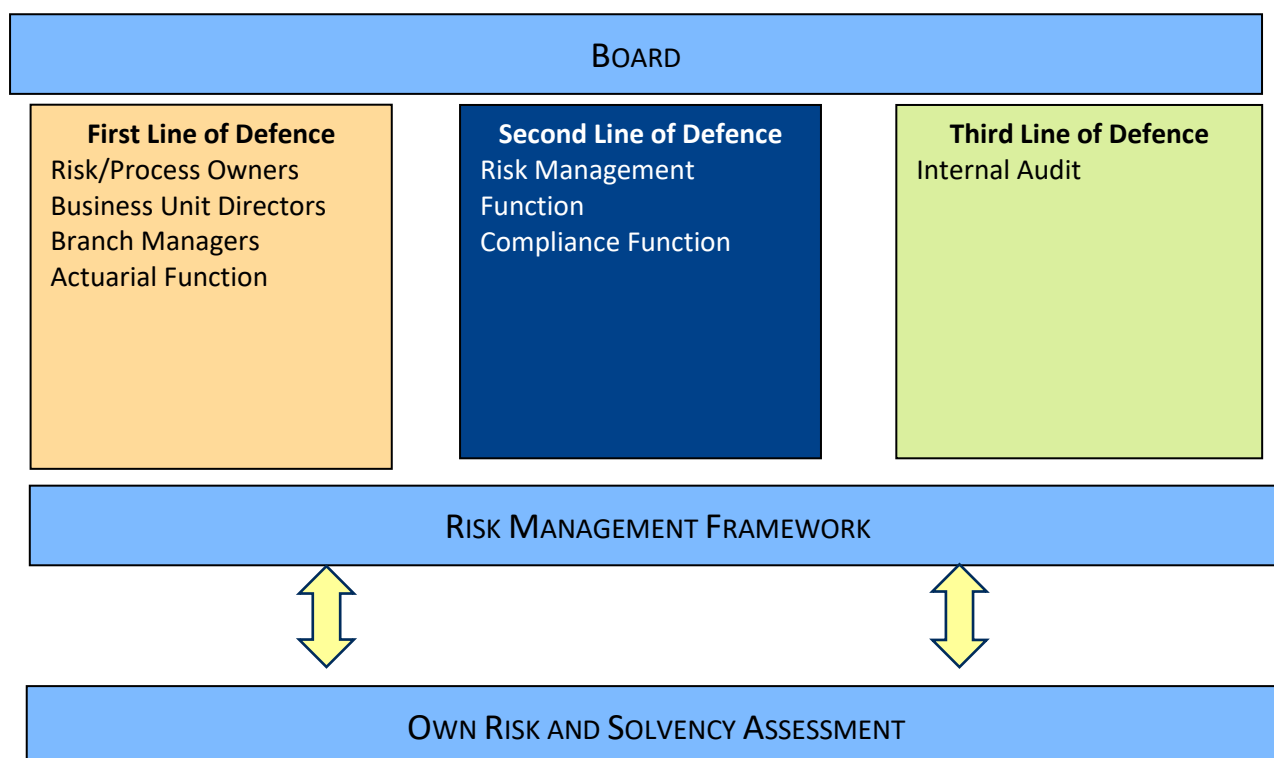 BOARD
First Line of Defence
Risk/Process Owners
Business Unit Directors
Branch Managers
Actuarial Function
Second Line of Defence
Risk Management
Function
Compliance Function
Third Line of Defence
Internal Audit
RISK MANAGEMENT FRAMEWORK
OWN RISK AND SOLVENCY ASSESSMENT